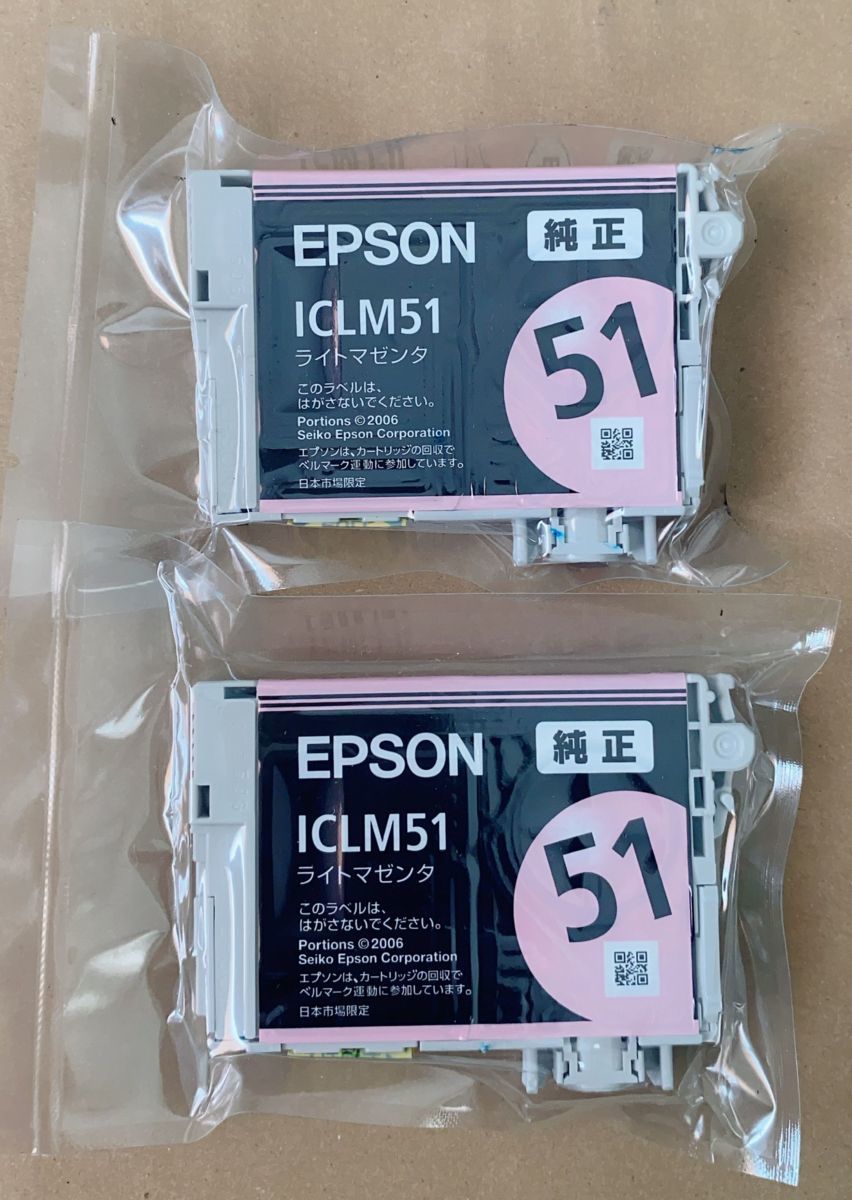 EPSON 純正
ICLM51
ライトマゼンタ
51
このラベルは、
はがさないでください。
Portions ©2006
Seiko Epson Corporation
エプソンは、カートリッジの回収で
ベルマーク運動に参加しています。
日本市場限定
EPSON 純正
ICLM51
ライトマゼンタ
51
このラベルは、
はがさないでください。
Portions ©2006
Seiko Epson Corporation
エプソンは、カートリッジの回収で
ベルマーク運動に参加しています。
日本市場限定